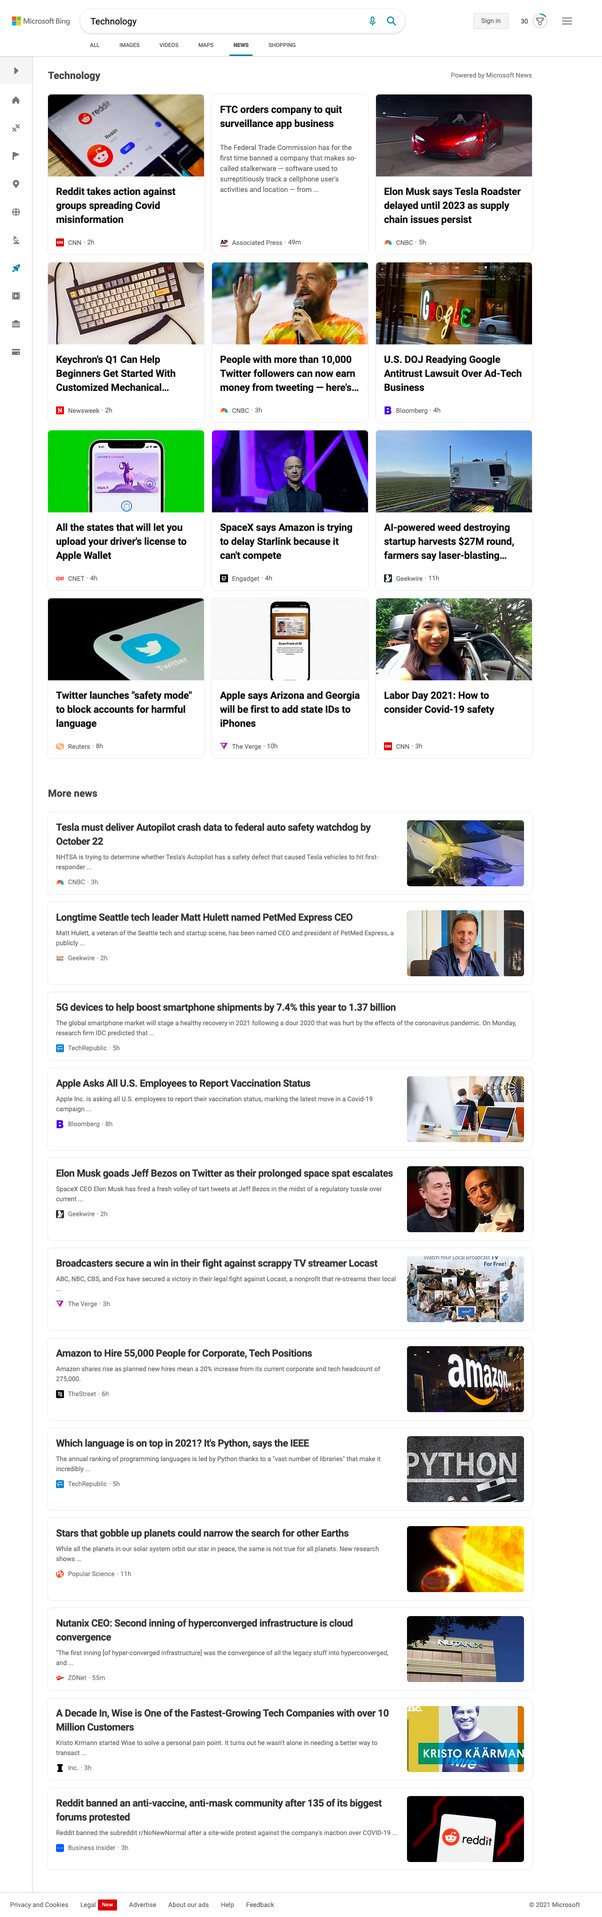 Microsoft Bing
Technology
Sign in
30
ALL
IMAGES
VIDEOS
MAPS
NEWS
SHOPPING
Technology
Powered by Microsoft News
reddit
Reddit takes action against
groups spreading Covid
misinformation
CNN · 2h
FTC orders company to quit
surveillance app business
The Federal Trade Commission has for the
first time banned a company that makes so-
called stalkerware — software used to
surreptitiously track a cellphone user's
activities and location — from ...
AP Associated Press · 49m
Elon Musk says Tesla Roadster
delayed until 2023 as supply
chain issues persist
CNBC · 5h
Keychron's Q1 Can Help
Beginners Get Started With
Customized Mechanical...
Newsweek · 2h
People with more than 10,000
Twitter followers can now earn
money from tweeting — here's...
CNBC · 3h
Google
U.S. DOJ Readying Google
Antitrust Lawsuit Over Ad-Tech
Business
Bloomberg · 4h
All the states that will let you
upload your driver's license to
Apple Wallet
CNET · 4h
SpaceX says Amazon is trying
to delay Starlink because it
can't compete
Engadget · 4h
AI-powered weed destroying
startup harvests $27M round,
farmers say laser-blasting...
Geekwire · 11h
Twitter
Twitter launches "safety mode"
to block accounts for harmful
language
Reuters · 8h
Apple says Arizona and Georgia
will be first to add state IDs to
iPhones
The Verge · 10h
Labor Day 2021: How to
consider Covid-19 safety
CNN · 3h
More news
Tesla must deliver Autopilot crash data to federal auto safety watchdog by
October 22
NHTSA is trying to determine whether Tesla's Autopilot has a safety defect that caused Tesla vehicles to hit first-
responder ...
CNBC · 3h
Longtime Seattle tech leader Matt Hulett named PetMed Express CEO
Matt Hulett, a veteran of the Seattle tech and startup scene, has been named CEO and president of PetMed Express, a
publicly ...
Geekwire · 2h
5G devices to help boost smartphone shipments by 7.4% this year to 1.37 billion
The global smartphone market will stage a healthy recovery in 2021 following a dour 2020 that was hurt by the effects of the coronavirus pandemic. On Monday,
research firm IDC predicted that ...
TechRepublic · 5h
Apple Asks All U.S. Employees to Report Vaccination Status
Apple Inc. is asking all U.S. employees to report their vaccination status, marking the latest move in a Covid-19
campaign ...
Bloomberg · 8h
Elon Musk goads Jeff Bezos on Twitter as their prolonged space spat escalates
SpaceX CEO Elon Musk has fired a fresh volley of tart tweets at Jeff Bezos in the midst of a regulatory tussle over
current ...
Geekwire · 2h
Broadcasters secure a win in their fight against scrappy TV streamer Locast
ABC, NBC, CBS, and Fox have secured a victory in their legal fight against Locast, a nonprofit that re-streams their local
...
The Verge · 3h
Watch Your Local Broadcast TV
For Free!
Amazon to Hire 55,000 People for Corporate, Tech Positions
Amazon shares rise as planned new hires mean a 20% increase from its current corporate and tech headcount of
275,000.
TheStreet · 6h
amazon
Which language is on top in 2021? It's Python, says the IEEE
The annual ranking of programming languages is led by Python thanks to a "vast number of libraries" that make it
incredibly ...
TechRepublic · 5h
PYTHON
Stars that gobble up planets could narrow the search for other Earths
While all the planets in our solar system orbit our star in peace, the same is not true for all planets. New research
shows ...
Popular Science · 11h
Nutanix CEO: Second inning of hyperconverged infrastructure is cloud
convergence
"The first inning [of hyper-converged infrastructure] was the convergence of all the legacy stuff into hyperconverged,
and ...
ZDNet · 55m
NUTANIX
A Decade In, Wise is One of the Fastest-Growing Tech Companies with over 10
Million Customers
Kristo Krmann started Wise to solve a personal pain point. It turns out he wasn't alone in needing a better way to
transact ...
Inc. · 3h
KRISTO KÄÄRMAN
Reddit banned an anti-vaccine, anti-mask community after 135 of its biggest
forums protested
Reddit banned the subreddit r/NoNewNormal after a site-wide protest against the company's inaction over COVID-19 ...
Business Insider · 3h
reddit
Privacy and Cookies
Legal
New
Advertise
About our ads
Help
Feedback
© 2021 Microsoft